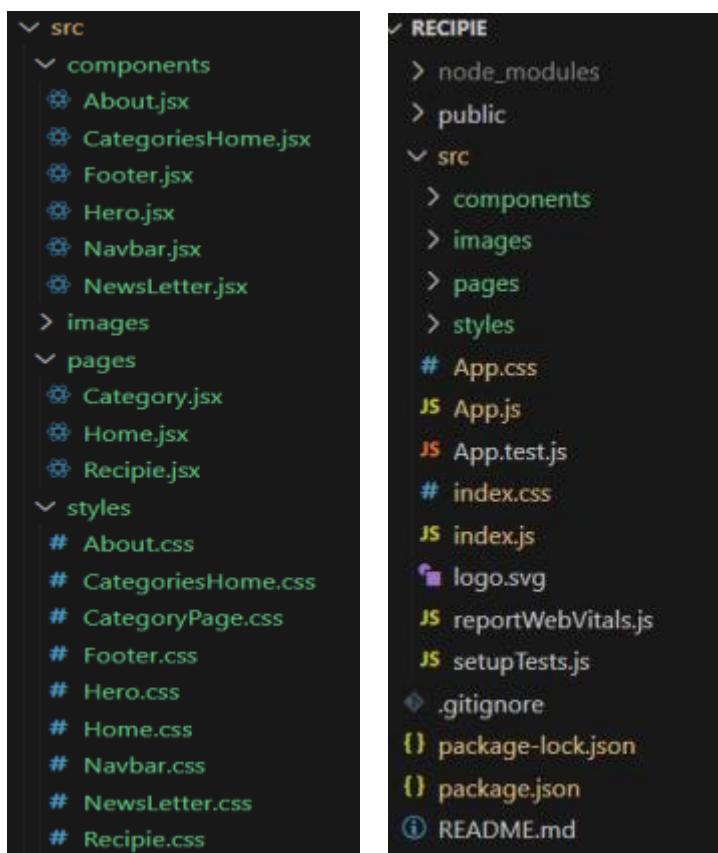 src
components
About.jsx
CategoriesHome.jsx
Footer.jsx
Hero.jsx
Navbar.jsx
NewsLetter.jsx
images
pages
Category.jsx
Home.jsx
Recipie.jsx
styles
# About.css
# CategoriesHome.css
# CategoryPage.css
# Footer.css
# Hero.css
# Home.css
# Navbar.css
# NewsLetter.css
# Recipie.css
RECIPIE
node_modules
public
src
components
images
pages
styles
# App.css
JS App.js
JS App.test.js
# index.css
JS index.js
logo.svg
JS reportWebVitals.js
JS setupTests.js
.gitignore
{} package-lock.json
{} package.json
README.md